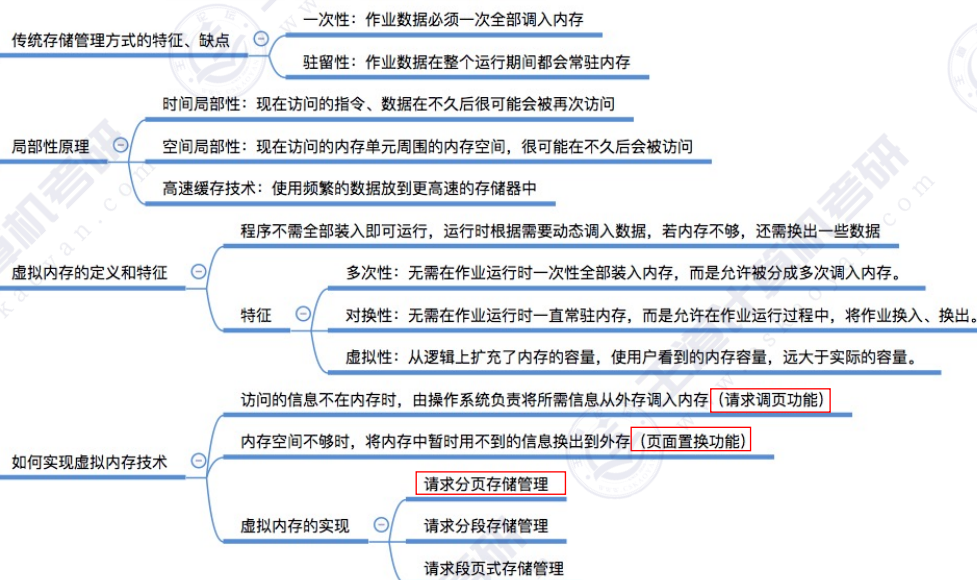 传统存储管理方式的特征、缺点
一次性：作业数据必须一次全部调入内存
驻留性：作业数据在整个运行期间都会常驻内存
局部性原理
时间局部性：现在访问的指令、数据在不久后很可能会被再次访问
空间局部性：现在访问的内存单元周围的内存空间，很可能在不久后会被访问
高速缓存技术：使用频繁的数据放到更高速的存储器中
虚拟内存的定义和特征
程序不需全部装入即可运行，运行时根据需要动态调入数据，若内存不够，还需换出一些数据
特征
多次性：无需在作业运行时一次性全部装入内存，而是允许被分成多次调入内存。
对换性：无需在作业运行时一直常驻内存，而是允许在作业运行过程中，将作业换入、换出。
虚拟性：从逻辑上扩充了内存的容量，使用户看到的内存容量，远大于实际的容量。
如何实现虚拟内存技术
访问的信息不在内存时，由操作系统负责将所需信息从外存调入内存（请求调页功能）
内存空间不够时，将内存中暂时用不到的信息换出到外存（页面置换功能）
虚拟内存的实现
请求分页存储管理
请求分段存储管理
请求段页式存储管理